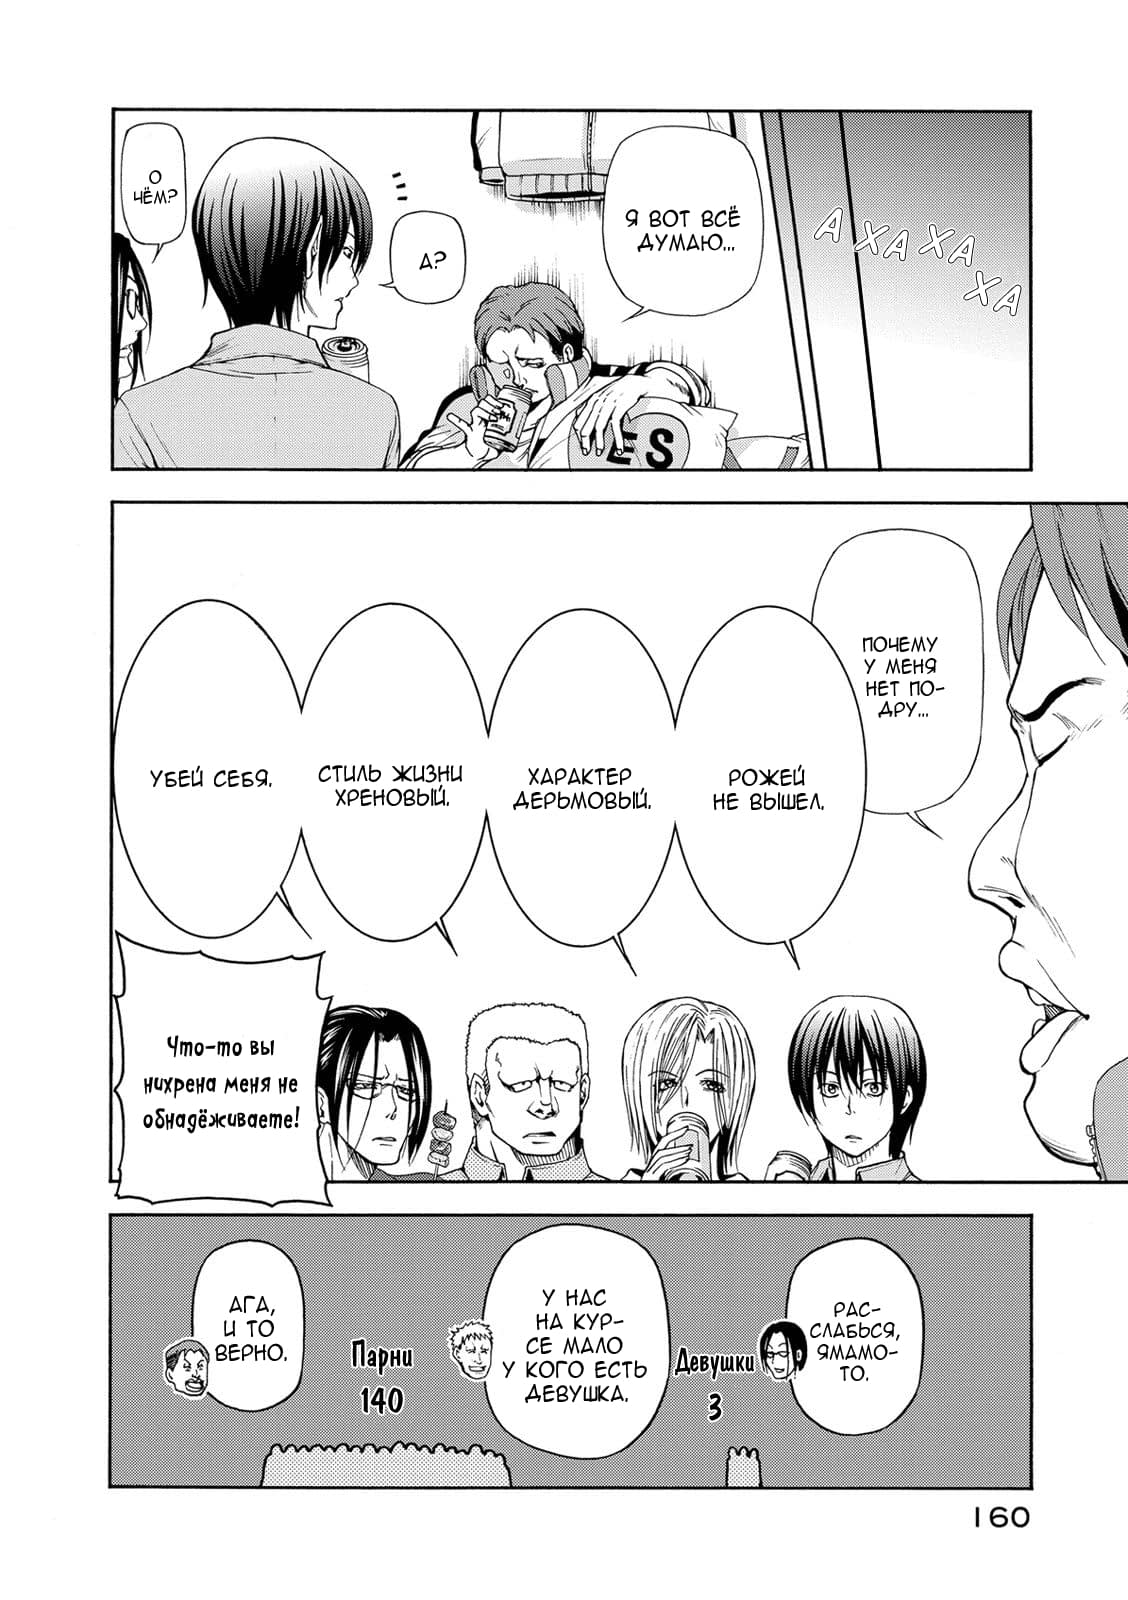 А ХА ХА
ХА
Я ВОТ ВСЁ
ДУМАЮ...
А?
О
ЧЁМ?
ES
ПОЧЕМУ
У МЕНЯ
НЕТ ПО-
ДРУ...
РОЖЕЙ
НЕ ВЫШЕЛ.
ХАРАКТЕР
ДЕРЬМОВЫЙ.
СТИЛЬ ЖИЗНИ
ХРЕНОВЫЙ.
УБЕЙ СЕБЯ.
Что-то вы
нихрена меня не
обнадёживаете!
РАС-
СЛАБЬСЯ,
ЯМАМО-
ТО.
Девушки
3
У НАС
НА КУР-
СЕ МАЛО
У КОГО ЕСТЬ
ДЕВУШКА.
Парни
140
АГА,
И ТО
ВЕРНО.
160